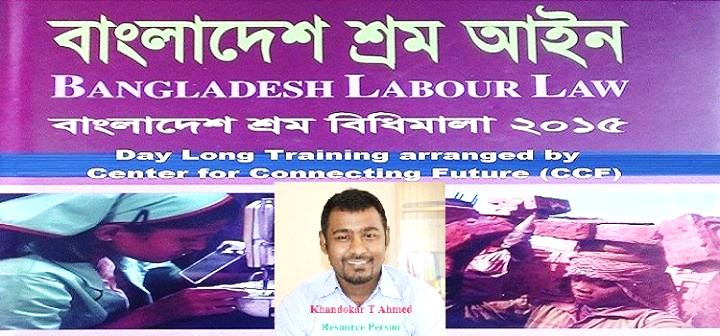 বাংলাদেশ শ্রম আইন
BANGLADESH LABOUR LAW
বাংলাদেশ শ্রম বিধিমালা ২০১৫
Day Long Training arranged by
Center for Connecting Future (CCF)
Khandokar T Ahmed
Resource Person